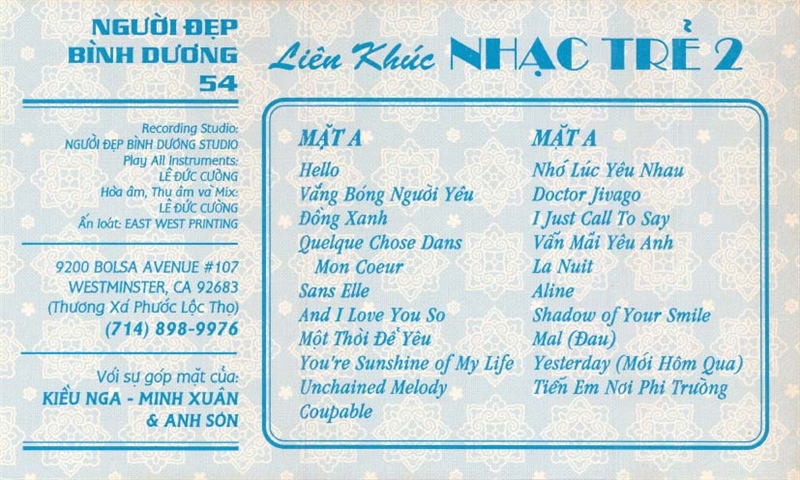 NGƯỜI ĐẸP
BÌNH DƯƠNG
54
Recording Studio:
NGƯỜI ĐẸP BÌNH DƯƠNG STUDIO
Play All Instruments:
LÊ ĐỨC CƯỜNG
Hòa âm, Thu âm và Mix:
LÊ ĐỨC CƯỜNG
Ấn loát: EAST WEST PRINTING
9200 BOLSA AVENUE #107
WESTMINSTER, CA 92683
(Thương Xá Phước Lộc Thọ)
(714) 898-9976
Với sự góp mặt của:
KIỀU NGA - MINH XUÂN
& ANH SƠN
Liên Khúc NHẠC TRẺ 2
MẶT A
Hello
Vắng Bóng Người Yêu
Đồng Xanh
Quelque Chose Dans
Mon Coeur
Sans Elle
And I Love You So
Một Thời Để Yêu
You're Sunshine of My Life
Unchained Melody
Coupable
MẶT A
Nhớ Lúc Yêu Nhau
Doctor Jivago
I Just Call To Say
Vẫn Mãi Yêu Anh
La Nuit
Aline
Shadow of Your Smile
Mal (Đau)
Yesterday (Mới Hôm Qua)
Tiến Em Nơi Phi Trường